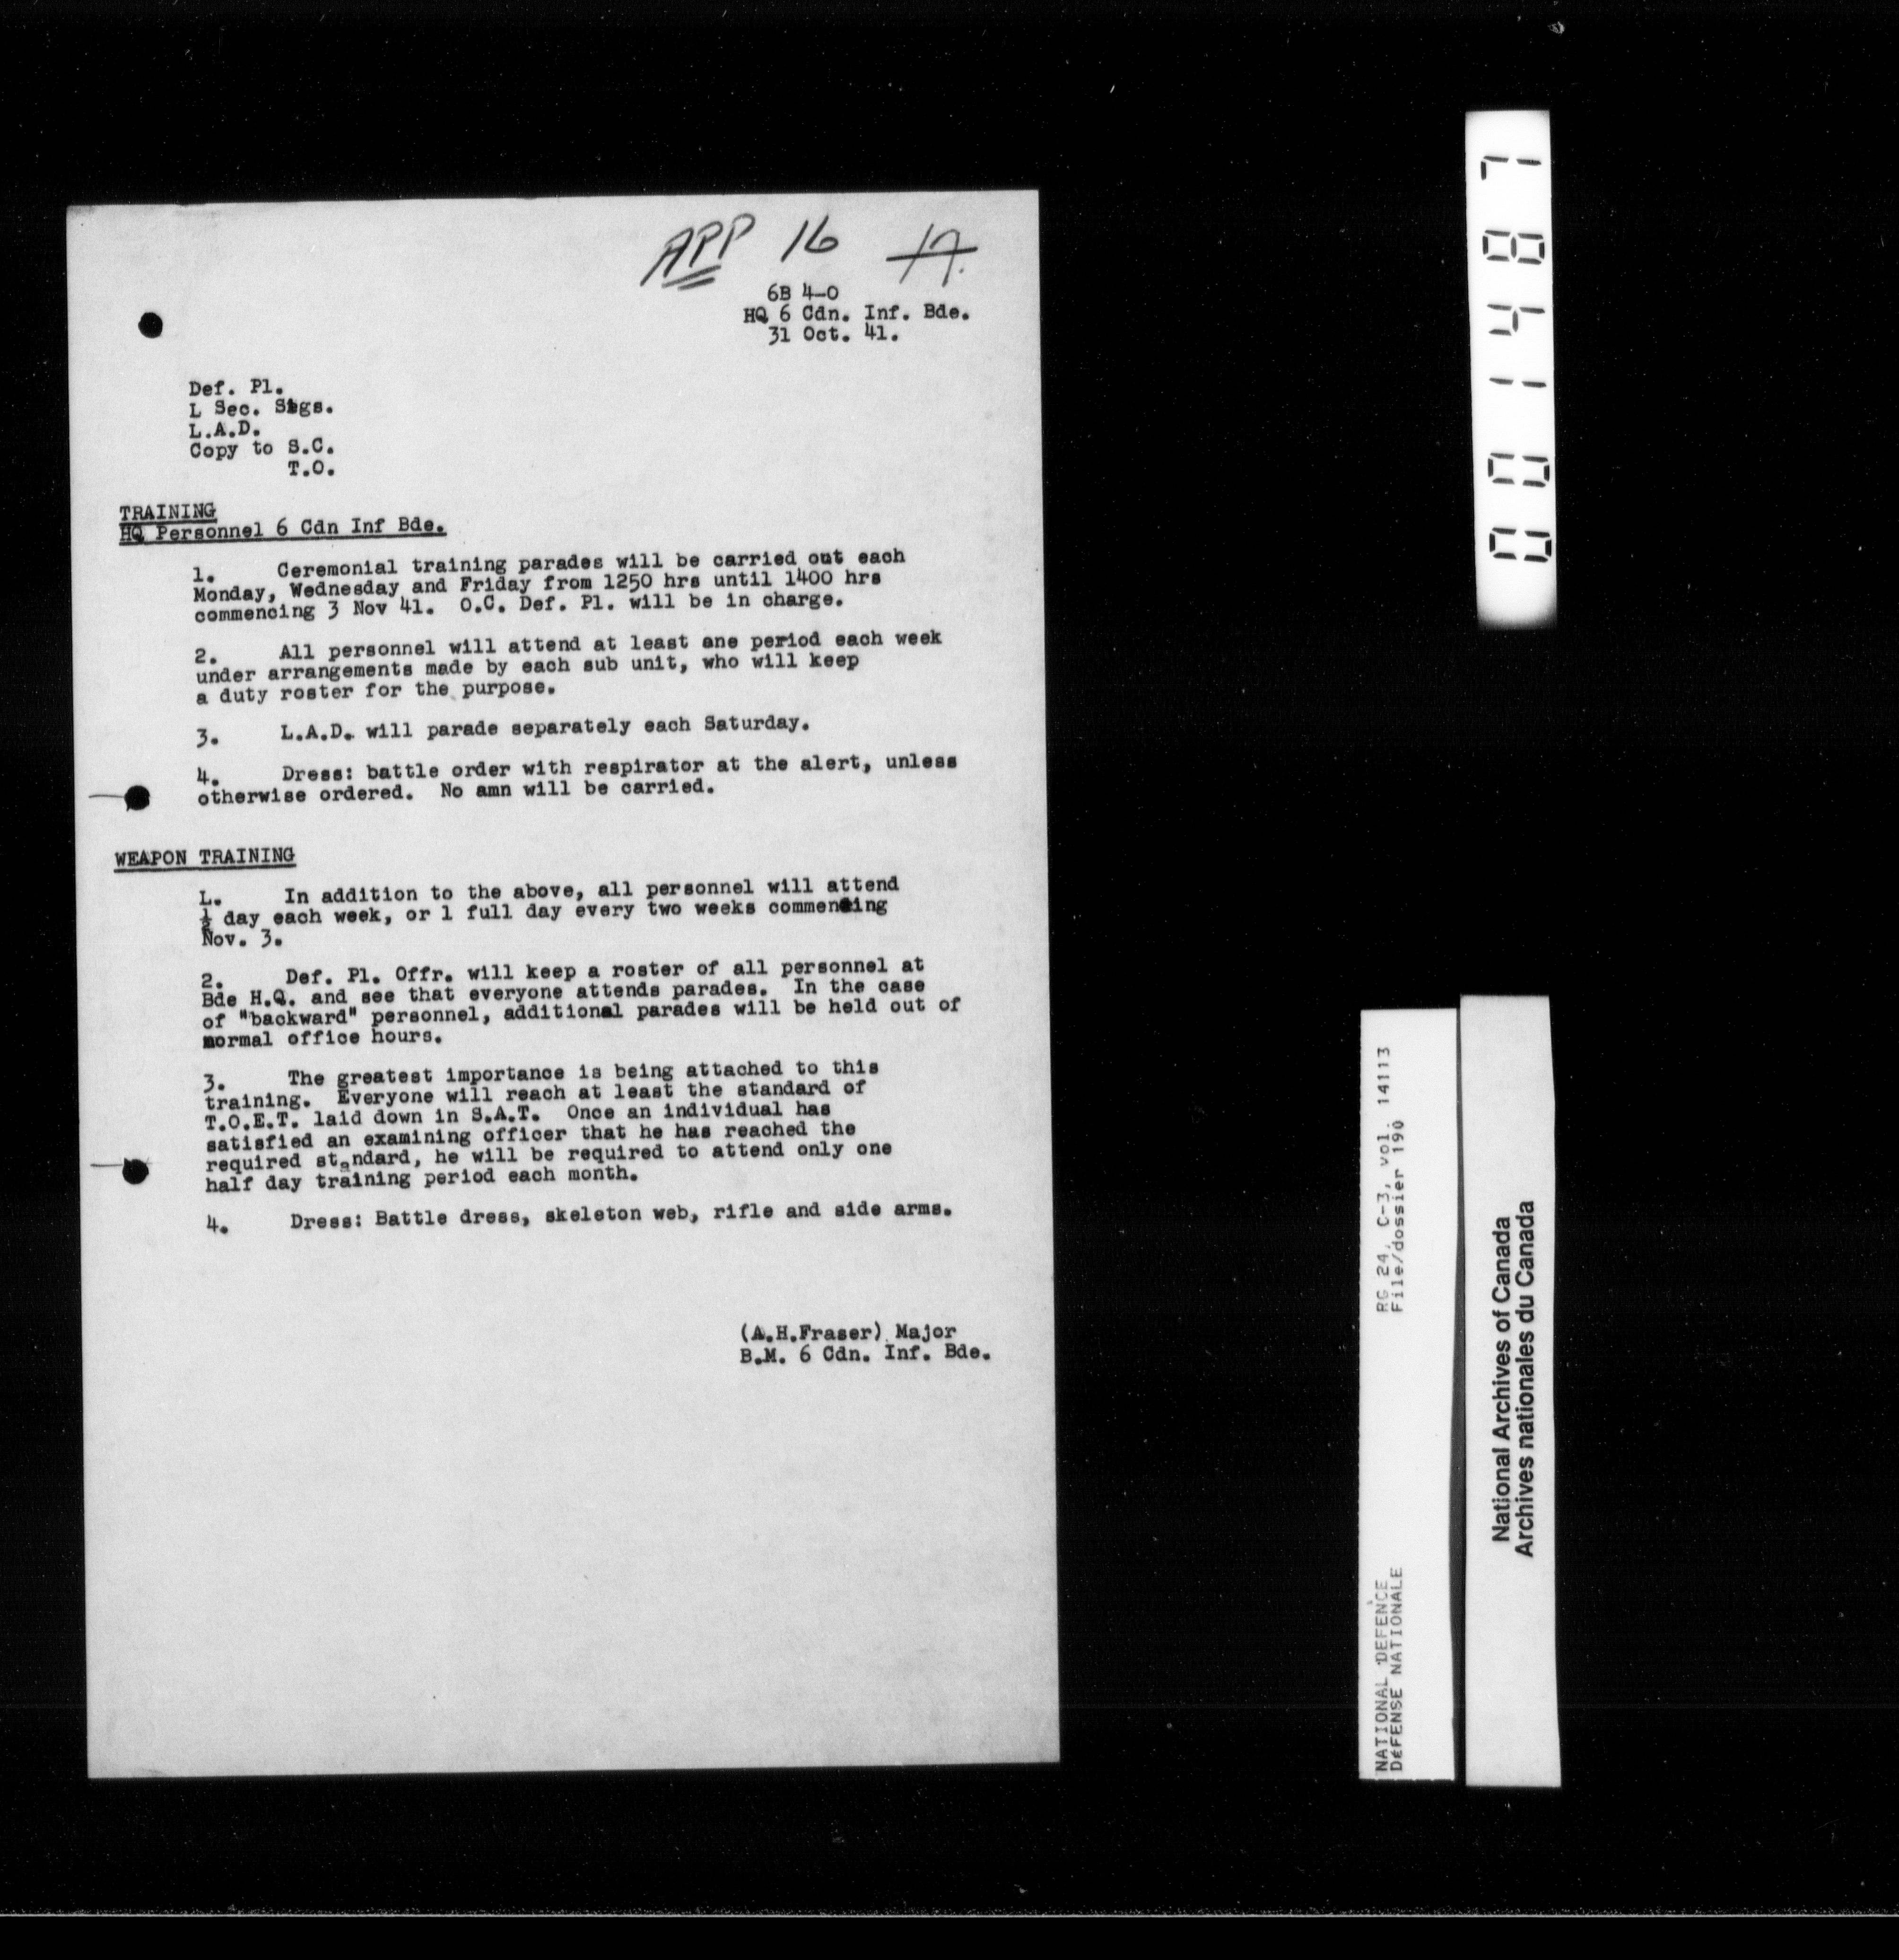 APP 16 17.
6B 4-0
HQ 6 Cdn. Inf. Bde.
31 Oct. 41.
Def. Pl.
L Sec. Sigs.
L.A.D.
Copy to S.C.
T.O.
TRAINING
HQ Personnel 6 Cdn Inf Bde.
1. Ceremonial training parades will be carried out each
Monday, Wednesday and Friday from 1250 hrs until 1400 hrs
commencing 3 Nov 41. O.C. Def. Pl. will be in charge.
2. All personnel will attend at least one period each week
under arrangements made by each sub unit, who will keep
a duty roster for the purpose.
3. L.A.D. will parade separately each Saturday.
4. Dress: battle order with respirator at the alert, unless
otherwise ordered. No amn will be carried.
WEAPON TRAINING
L. In addition to the above, all personnel will attend
½ day each week, or 1 full day every two weeks commencing
Nov. 3.
2. Def. Pl. Offr. will keep a roster of all personnel at
Bde H.Q. and see that everyone attends parades. In the case
of "backward" personnel, additional parades will be held out of
normal office hours.
3. The greatest importance is being attached to this
training. Everyone will reach at least the standard of
T.O.E.T. laid down in S.A.T. Once an individual has
satisfied an examining officer that he has reached the
required standard, he will be required to attend only one
half day training period each month.
4. Dress: Battle dress, skeleton web, rifle and side arms.
(A.H.Fraser) Major
B.M. 6 Cdn. Inf. Bde.
001487
NATIONAL DEFENCE RG 24, C-3, vol. 14113
DÉFENSE NATIONALE File/dossier 190
National Archives of Canada
Archives nationales du Canada